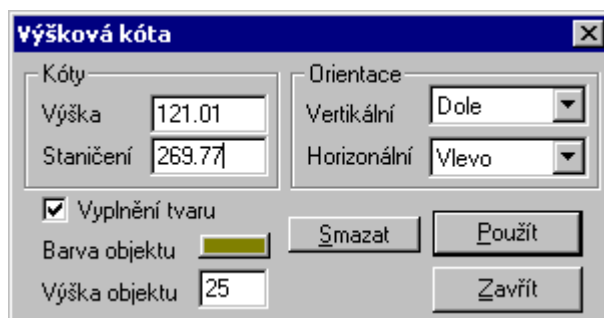 Výšková kóta
Kóty
Výška 121.01
Staničení 269.77
Orientace
Vertikální Dole
Horizonální Vlevo
Vyplnění tvaru
Barva objektu
Výška objektu 25
Smazat
Použít
Zavřít